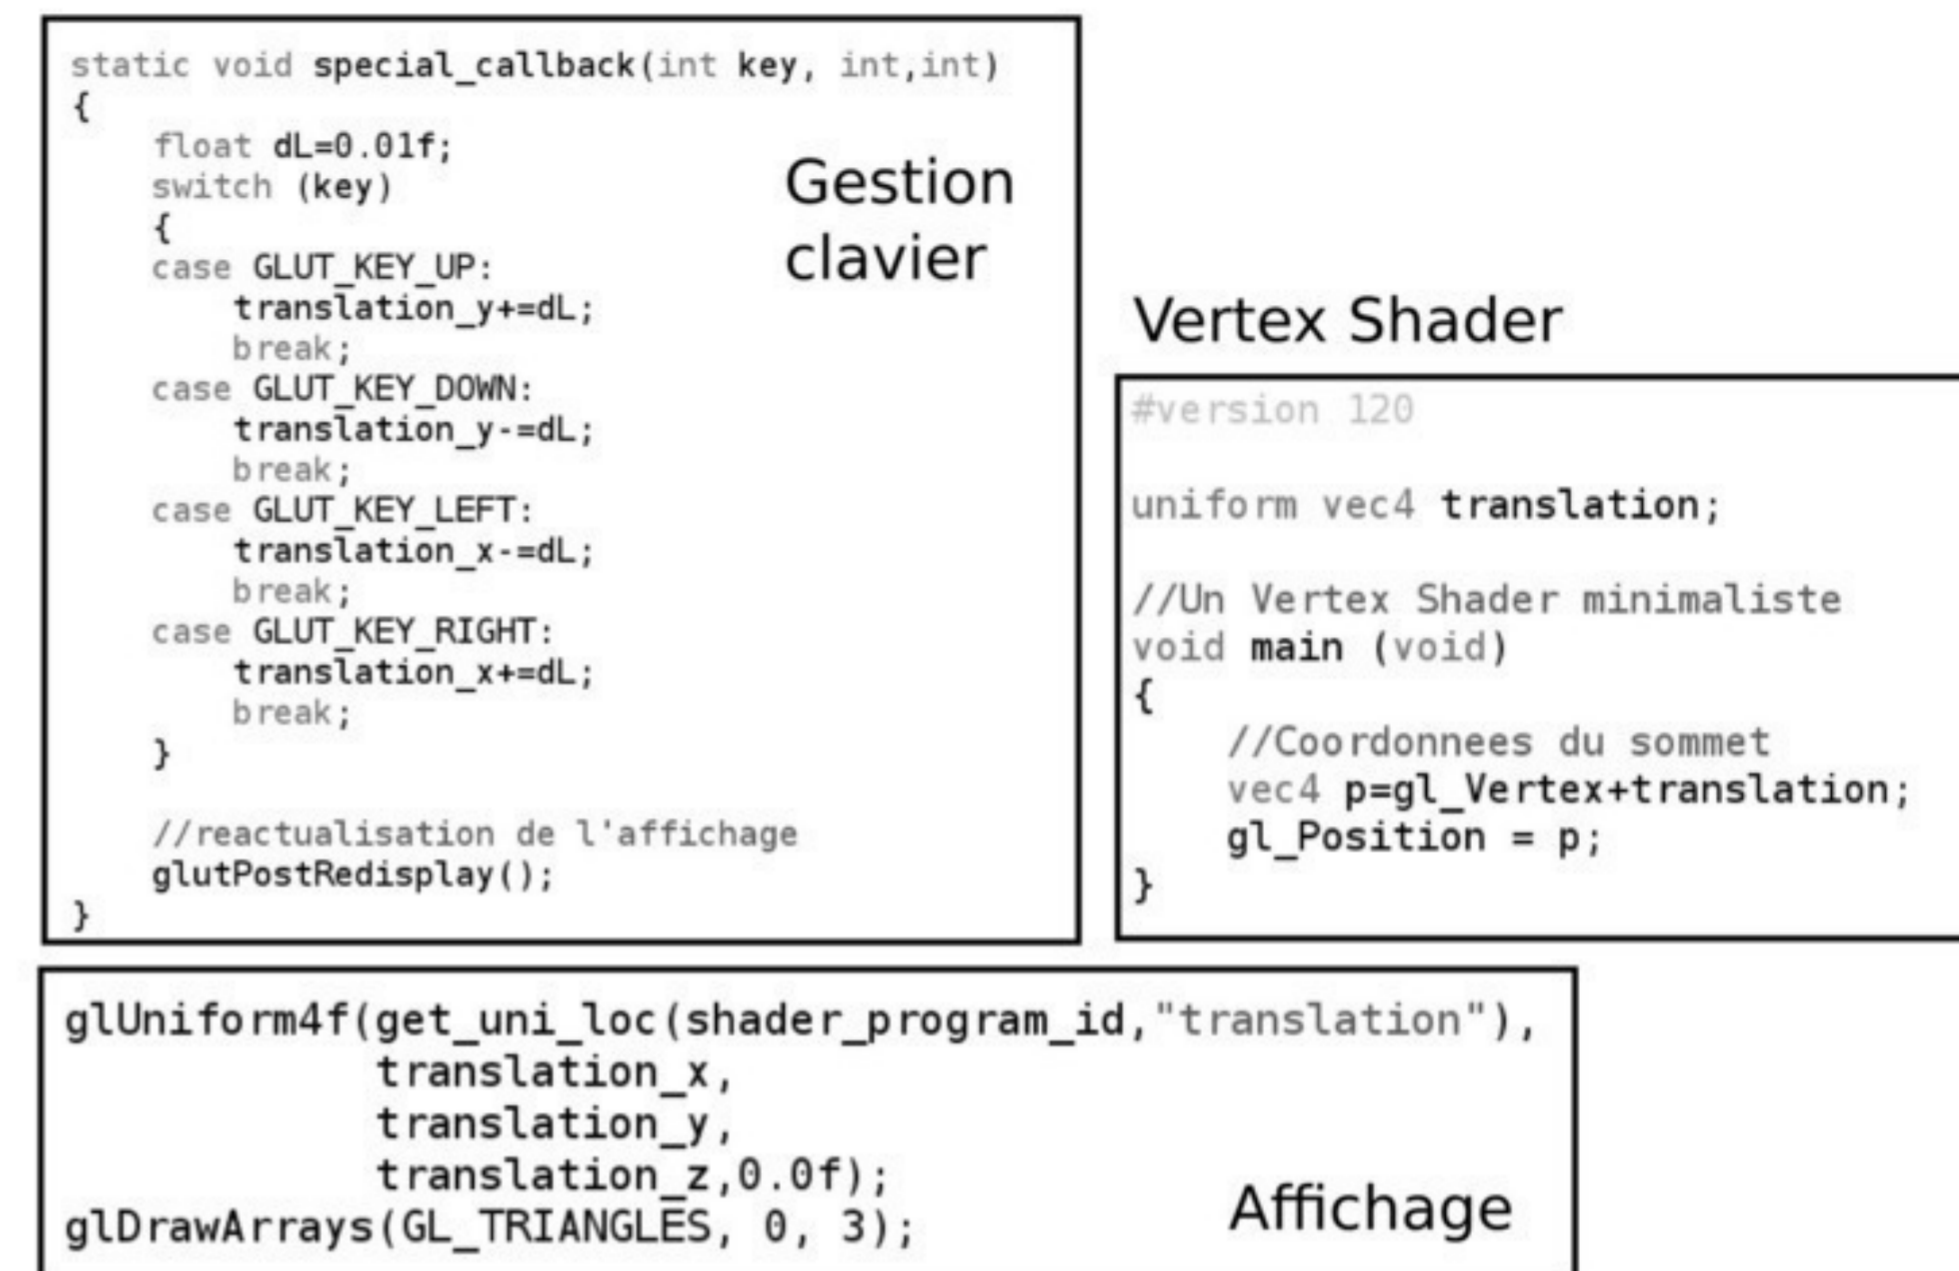 static void special_callback(int key, int,int)
{
    float dL=0.01f;
    switch (key)
    {
    case GLUT_KEY_UP:
        translation_y+=dL;
        break;
    case GLUT_KEY_DOWN:
        translation_y-=dL;
        break;
    case GLUT_KEY_LEFT:
        translation_x-=dL;
        break;
    case GLUT_KEY_RIGHT:
        translation_x+=dL;
        break;
    }

    //reactualisation de l'affichage
    glutPostRedisplay();
}
Gestion
clavier
Vertex Shader
#version 120

uniform vec4 translation;

//Un Vertex Shader minimaliste
void main (void)
{
    //Coordonnees du sommet
    vec4 p=gl_Vertex+translation;
    gl_Position = p;
}
glUniform4f(get_uni_loc(shader_program_id,"translation"),
            translation_x,
            translation_y,
            translation_z,0.0f);
glDrawArrays(GL_TRIANGLES, 0, 3);
Affichage